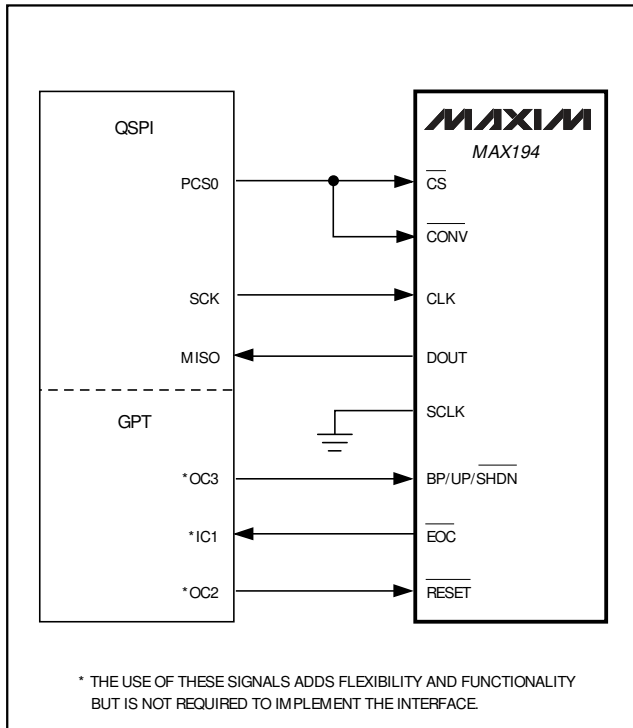 QSPI
MAXIM
MAX194
PCS0
CS
CONV
SCK
CLK
MISO
DOUT
SCLK
GPT
*OC3
BP/UP/SHDN
*IC1
EOC
*OC2
RESET
* THE USE OF THESE SIGNALS ADDS FLEXIBILITY AND FUNCTIONALITY
BUT IS NOT REQUIRED TO IMPLEMENT THE INTERFACE.